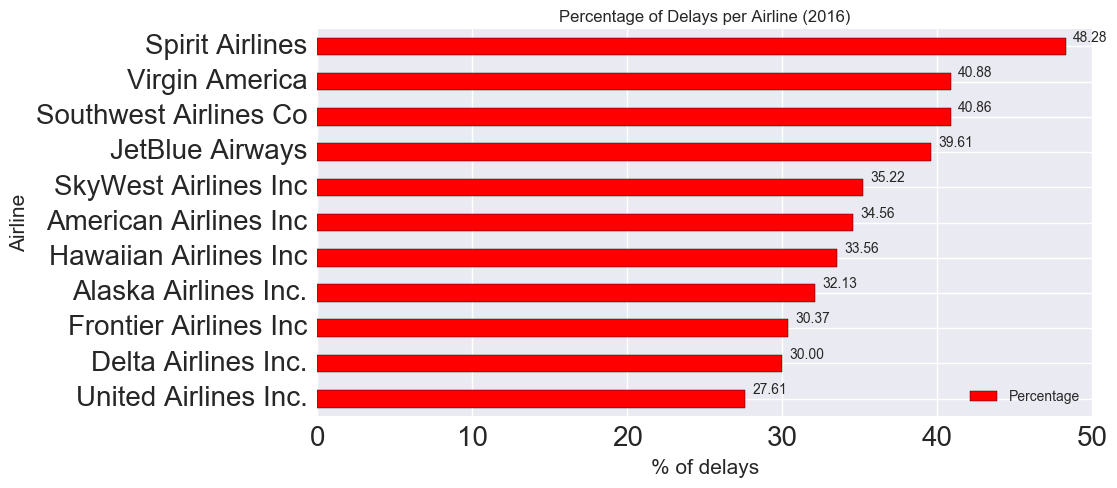 Percentage of Delays per Airline (2016)
Spirit Airlines 48.28
Virgin America 40.88
Southwest Airlines Co 40.86
JetBlue Airways 39.61
SkyWest Airlines Inc 35.22
American Airlines Inc 34.56
Hawaiian Airlines Inc 33.56
Alaska Airlines Inc. 32.13
Frontier Airlines Inc 30.37
Delta Airlines Inc. 30.00
United Airlines Inc. 27.61
Airline
Percentage
0 10 20 30 40 50
% of delays